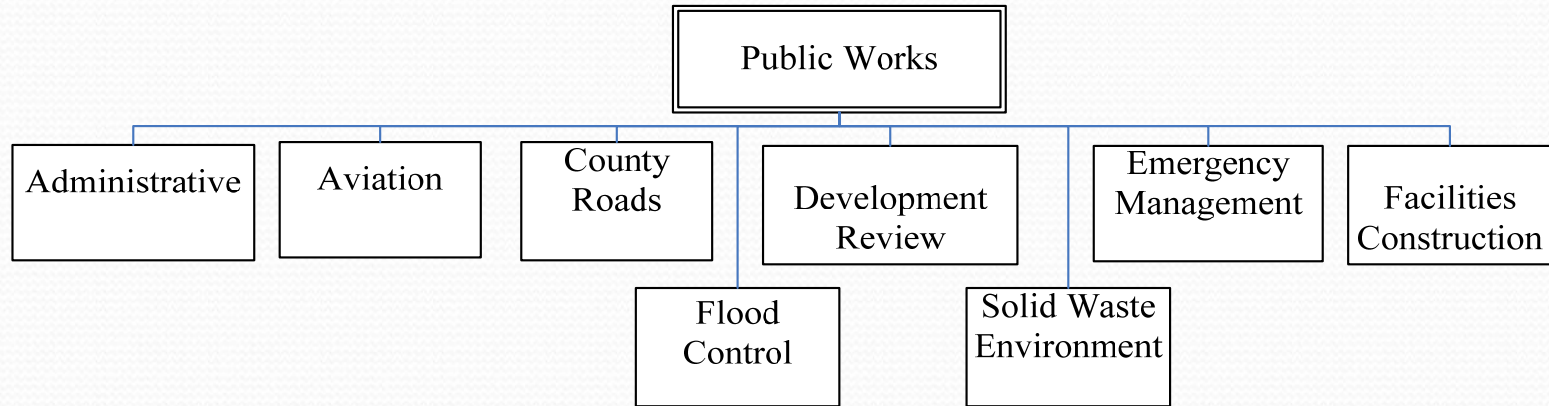 Public Works
Administrative
Aviation
County
Roads
Development
Review
Emergency
Management
Facilities
Construction
Flood
Control
Solid Waste
Environment